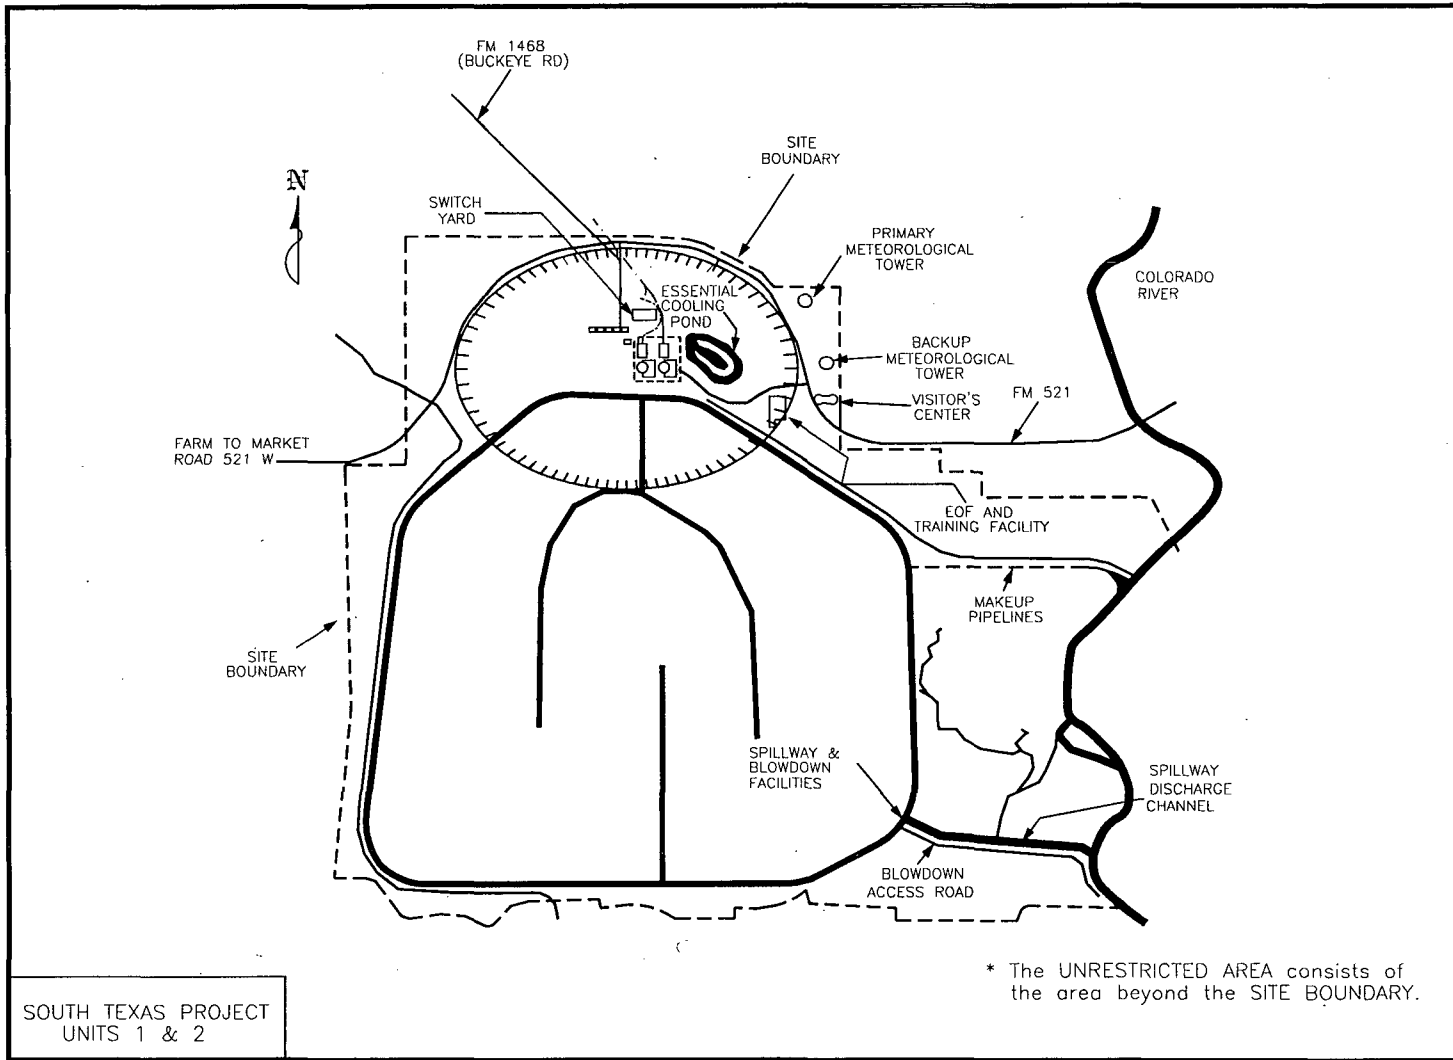 FM 1468
(BUCKEYE RD)
SITE
BOUNDARY
N
SWITCH
YARD
PRIMARY
METEOROLOGICAL
TOWER
COLORADO
RIVER
ESSENTIAL
COOLING
POND
BACKUP
METEOROLOGICAL
TOWER
VISITOR'S
CENTER
FM 521
FARM TO MARKET
ROAD 521 W
EOF AND
TRAINING FACILITY
MAKEUP
PIPELINES
SITE
BOUNDARY
SPILLWAY &
BLOWDOWN
FACILITIES
SPILLWAY
DISCHARGE
CHANNEL
BLOWDOWN
ACCESS ROAD
* The UNRESTRICTED AREA consists of
the area beyond the SITE BOUNDARY.
SOUTH TEXAS PROJECT
UNITS 1 & 2